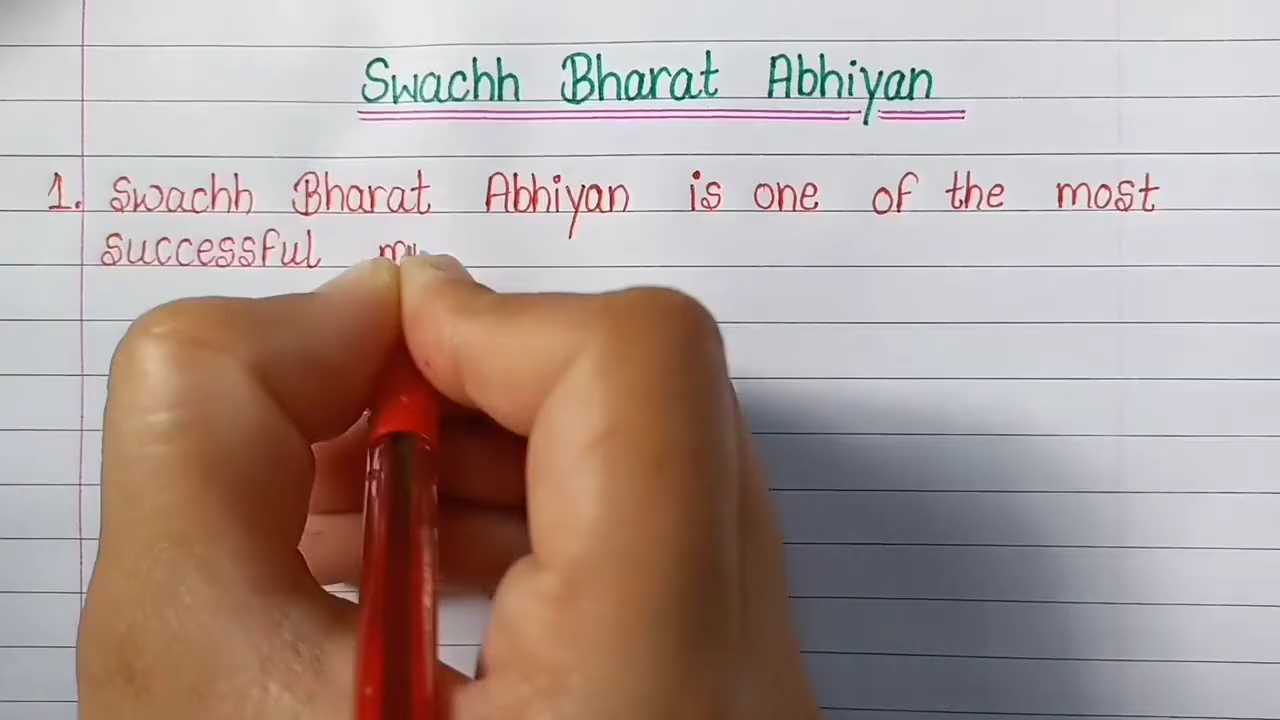 Swachh Bharat Abhiyan
1. Swachh Bharat Abhiyan is one of the most
successful